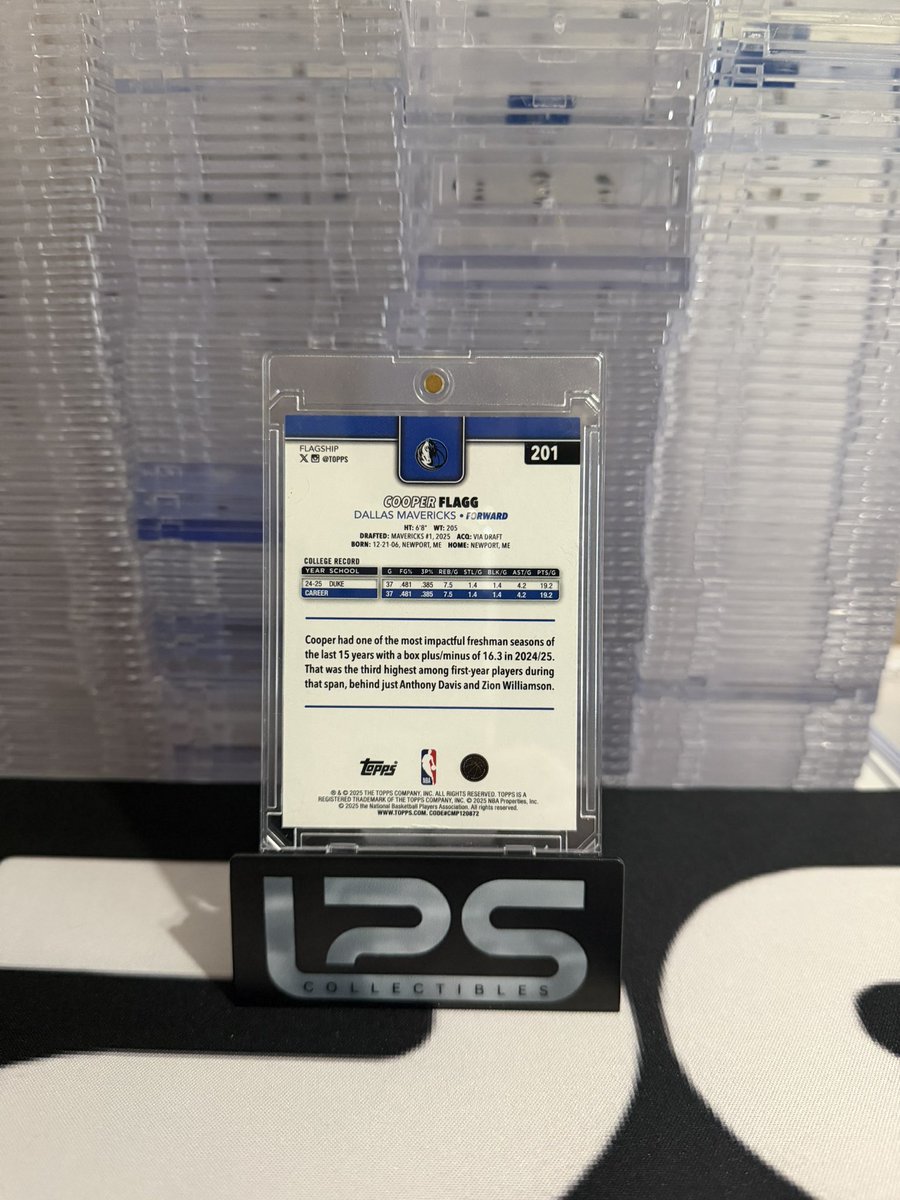 FLAGSHIP
X @TOPPS
201
COOPER FLAGG
DALLAS MAVERICKS • FORWARD
HT: 6'8" WT: 205
DRAFTED: MAVERICKS #1, 2025 ACQ: VIA DRAFT
BORN: 12-21-06, NEWPORT, ME HOME: NEWPORT, ME
COLLEGE RECORD
YEAR SCHOOL G FG% 3P% REB/G STL/G BLK/G AST/G PTS/G
24-25 DUKE 37 .481 .385 7.5 1.4 1.4 4.2 19.2
CAREER 37 .481 .385 7.5 1.4 1.4 4.2 19.2
Cooper had one of the most impactful freshman seasons of
the last 15 years with a box plus/minus of 16.3 in 2024/25.
That was the third highest among first-year players during
that span, behind just Anthony Davis and Zion Williamson.
topps
NBA
® & © 2025 THE TOPPS COMPANY, INC. ALL RIGHTS RESERVED. TOPPS IS A
REGISTERED TRADEMARK OF THE TOPPS COMPANY, INC. © 2025 NBA Properties, Inc.
© 2025 the National Basketball Players Association. All rights reserved.
WWW.TOPPS.COM. CODE#CMP120872
LPS
COLLECTIBLES